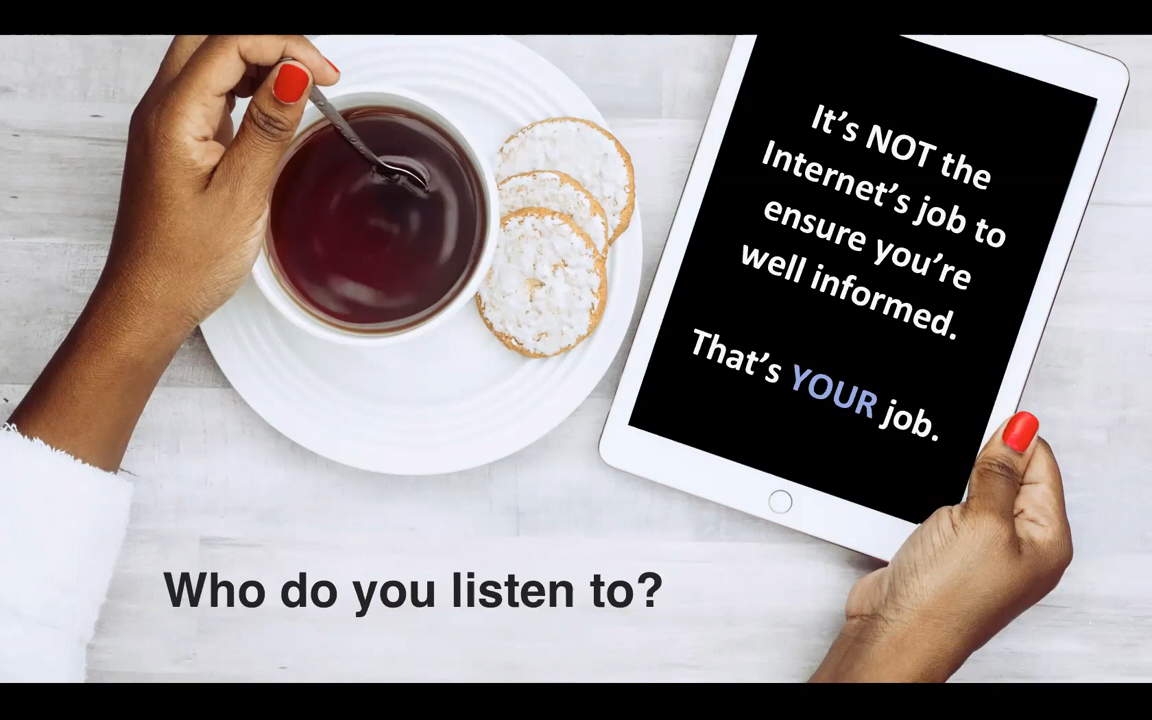 It's NOT the
Internet's job to
ensure you're
well informed.
That's YOUR job.
Who do you listen to?